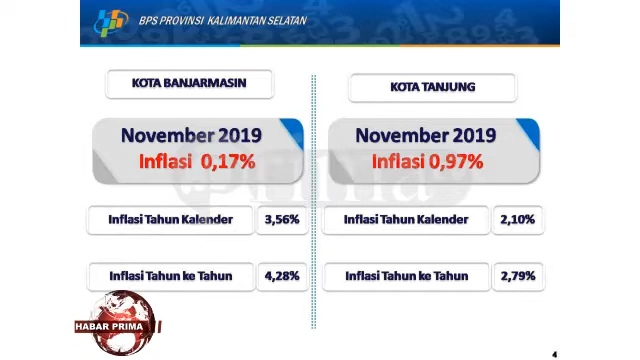 BPS PROVINSI KALIMANTAN SELATAN
KOTA BANJARMASIN
November 2019
Inflasi 0,17%
Inflasi Tahun Kalender 3,56%
Inflasi Tahun ke Tahun 4,28%
KOTA TANJUNG
November 2019
Inflasi 0,97%
Inflasi Tahun Kalender 2,10%
Inflasi Tahun ke Tahun 2,79%
HABAR PRIMA
Prima
4